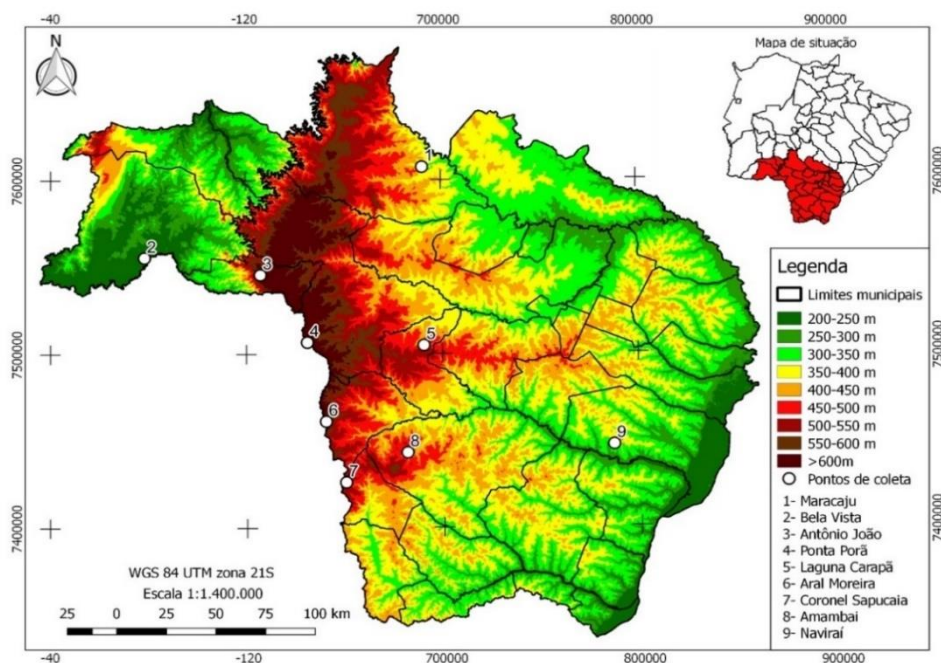 -40
-120
700000
800000
900000
N
Mapa de situação
7600000
7600000
1
2
3
4
5
6
7
8
9
7500000
7500000
7400000
7400000
Legenda
Limites municipais
200-250 m
250-300 m
300-350 m
350-400 m
400-450 m
450-500 m
500-550 m
550-600 m
>600m
Pontos de coleta
1- Maracaju
2- Bela Vista
3- Antônio João
4- Ponta Porã
5- Laguna Carapã
6- Aral Moreira
7- Coronel Sapucaia
8- Amambai
9- Naviraí
WGS 84 UTM zona 21S
Escala 1:1.400.000
25 0 25 50 75 100 km
-40
-120
700000
800000
900000